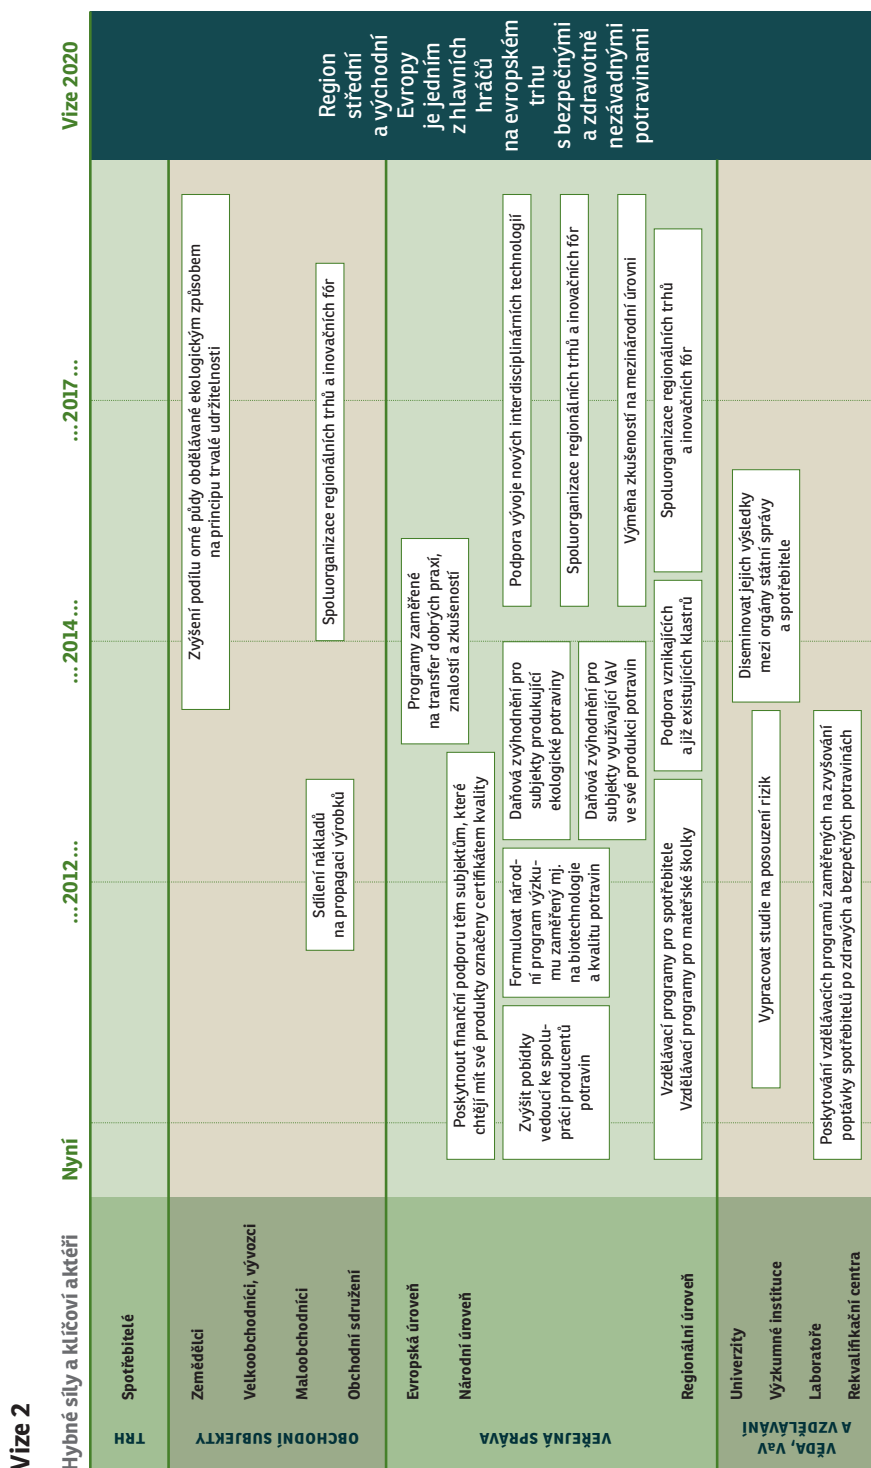 Vize 2
Hybné síly a klíčoví aktéři
Nyní
...2012...
...2014...
...2017...
Vize 2020
TRH
Spotřebitelé
OBCHODNÍ SUBJEKTY
Zemědělci
Velkoobchodníci, vývozci
Maloobchodníci
Obchodní sdružení
Zvýšení podílu orné půdy obdělávané ekologickým způsobem
na principu trvalé udržitelnosti
Sdílení nákladů
na propagaci výrobků
Spoluorganizace regionálních trhů a inovačních fór
VEŘEJNÁ SPRÁVA
Evropská úroveň
Národní úroveň
Regionální úroveň
Programy zaměřené
na transfer dobrých praxí,
znalostí a zkušeností
Poskytnout finanční podporu těm subjektům, které
chtějí mít své produkty označeny certifikátem kvality
Zvýšit pobídky
vedoucí ke spolu-
práci producentů
potravin
Formulovat národ-
ní program výzku-
mu zaměřený mj.
na biotechnologie
a kvalitu potravin
Daňová zvýhodnění pro
subjekty produkující
ekologické potraviny
Daňová zvýhodnění pro
subjekty využívající VaV
ve své produkci potravin
Podpora vývoje nových interdisciplinárních technologií
Spoluorganizace regionálních trhů a inovačních fór
Výměna zkušeností na mezinárodní úrovni
Vzdělávací programy pro spotřebitele
Vzdělávací programy pro mateřské školky
Podpora vznikajících
a již existujících klastrů
Spoluorganizace regionálních trhů
a inovačních fór
VĚDA, VaV
A VZDĚLÁVÁNÍ
Univerzity
Výzkumné instituce
Laboratoře
Rekvalifikační centra
Vypracovat studie na posouzení rizik
Diseminovat jejich výsledky
mezi orgány státní správy
a spotřebitele
Poskytování vzdělávacích programů zaměřených na zvyšování
poptávky spotřebitelů po zdravých a bezpečných potravinách
Region
střední
a východní
Evropy
je jedním
z hlavních
hráčů
na evropském
trhu
s bezpečnými
a zdravotně
nezávadnými
potravinami